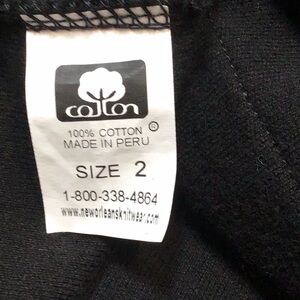 cotton
100% COTTON ®
MADE IN PERU
SIZE 2
1-800-338-4864
www.neworleansknitwear.com